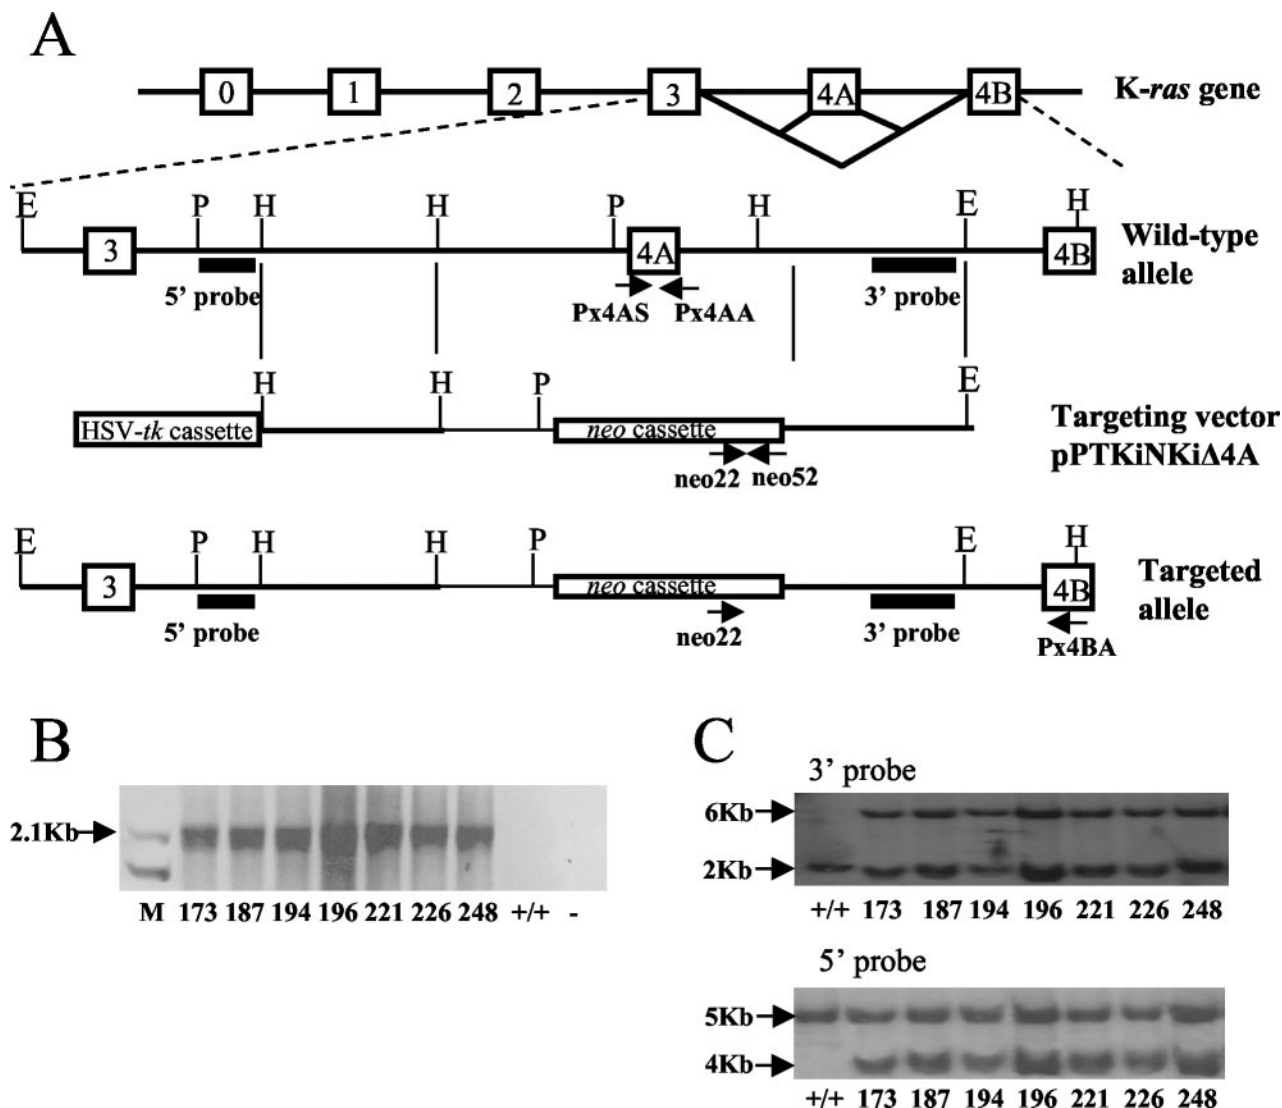 A
0 1 2 3 4A 4B K-ras gene
E P H H P H E H
3 4A 4B Wild-type
allele
5’ probe 3’ probe
Px4AS Px4AA
H H P E
HSV-tk cassette neo cassette Targeting vector
pPTKiNKiΔ4A
neo22 neo52
E P H H P E H
3 neo cassette 4B Targeted
allele
5’ probe neo22 3’ probe Px4BA
B
2.1Kb
M 173 187 194 196 221 226 248 +/+ -
C
3’ probe
6Kb
2Kb
+/+ 173 187 194 196 221 226 248
5’ probe
5Kb
4Kb
+/+ 173 187 194 196 221 226 248